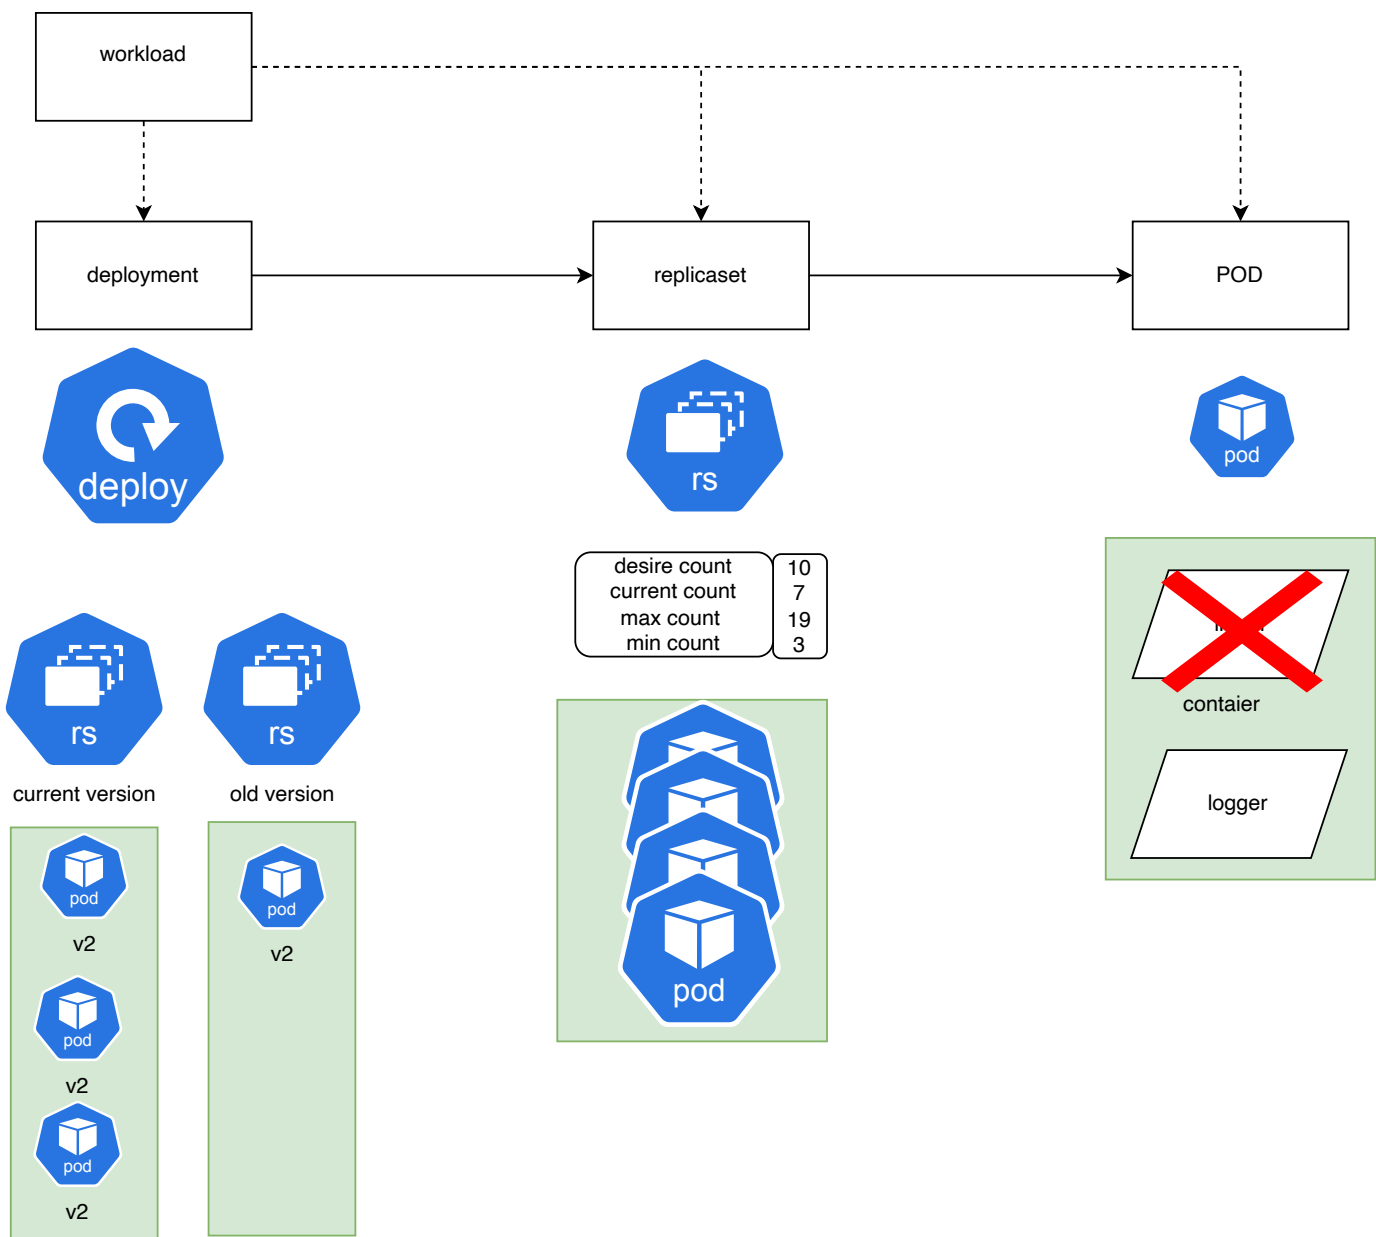 workload
deployment
replicaset
POD
deploy
rs
pod
desire count
10
current count
7
max count
19
min count
3
rs
rs
current version
old version
contaier
logger
pod
v2
pod
v2
pod
v2
pod
v2
pod